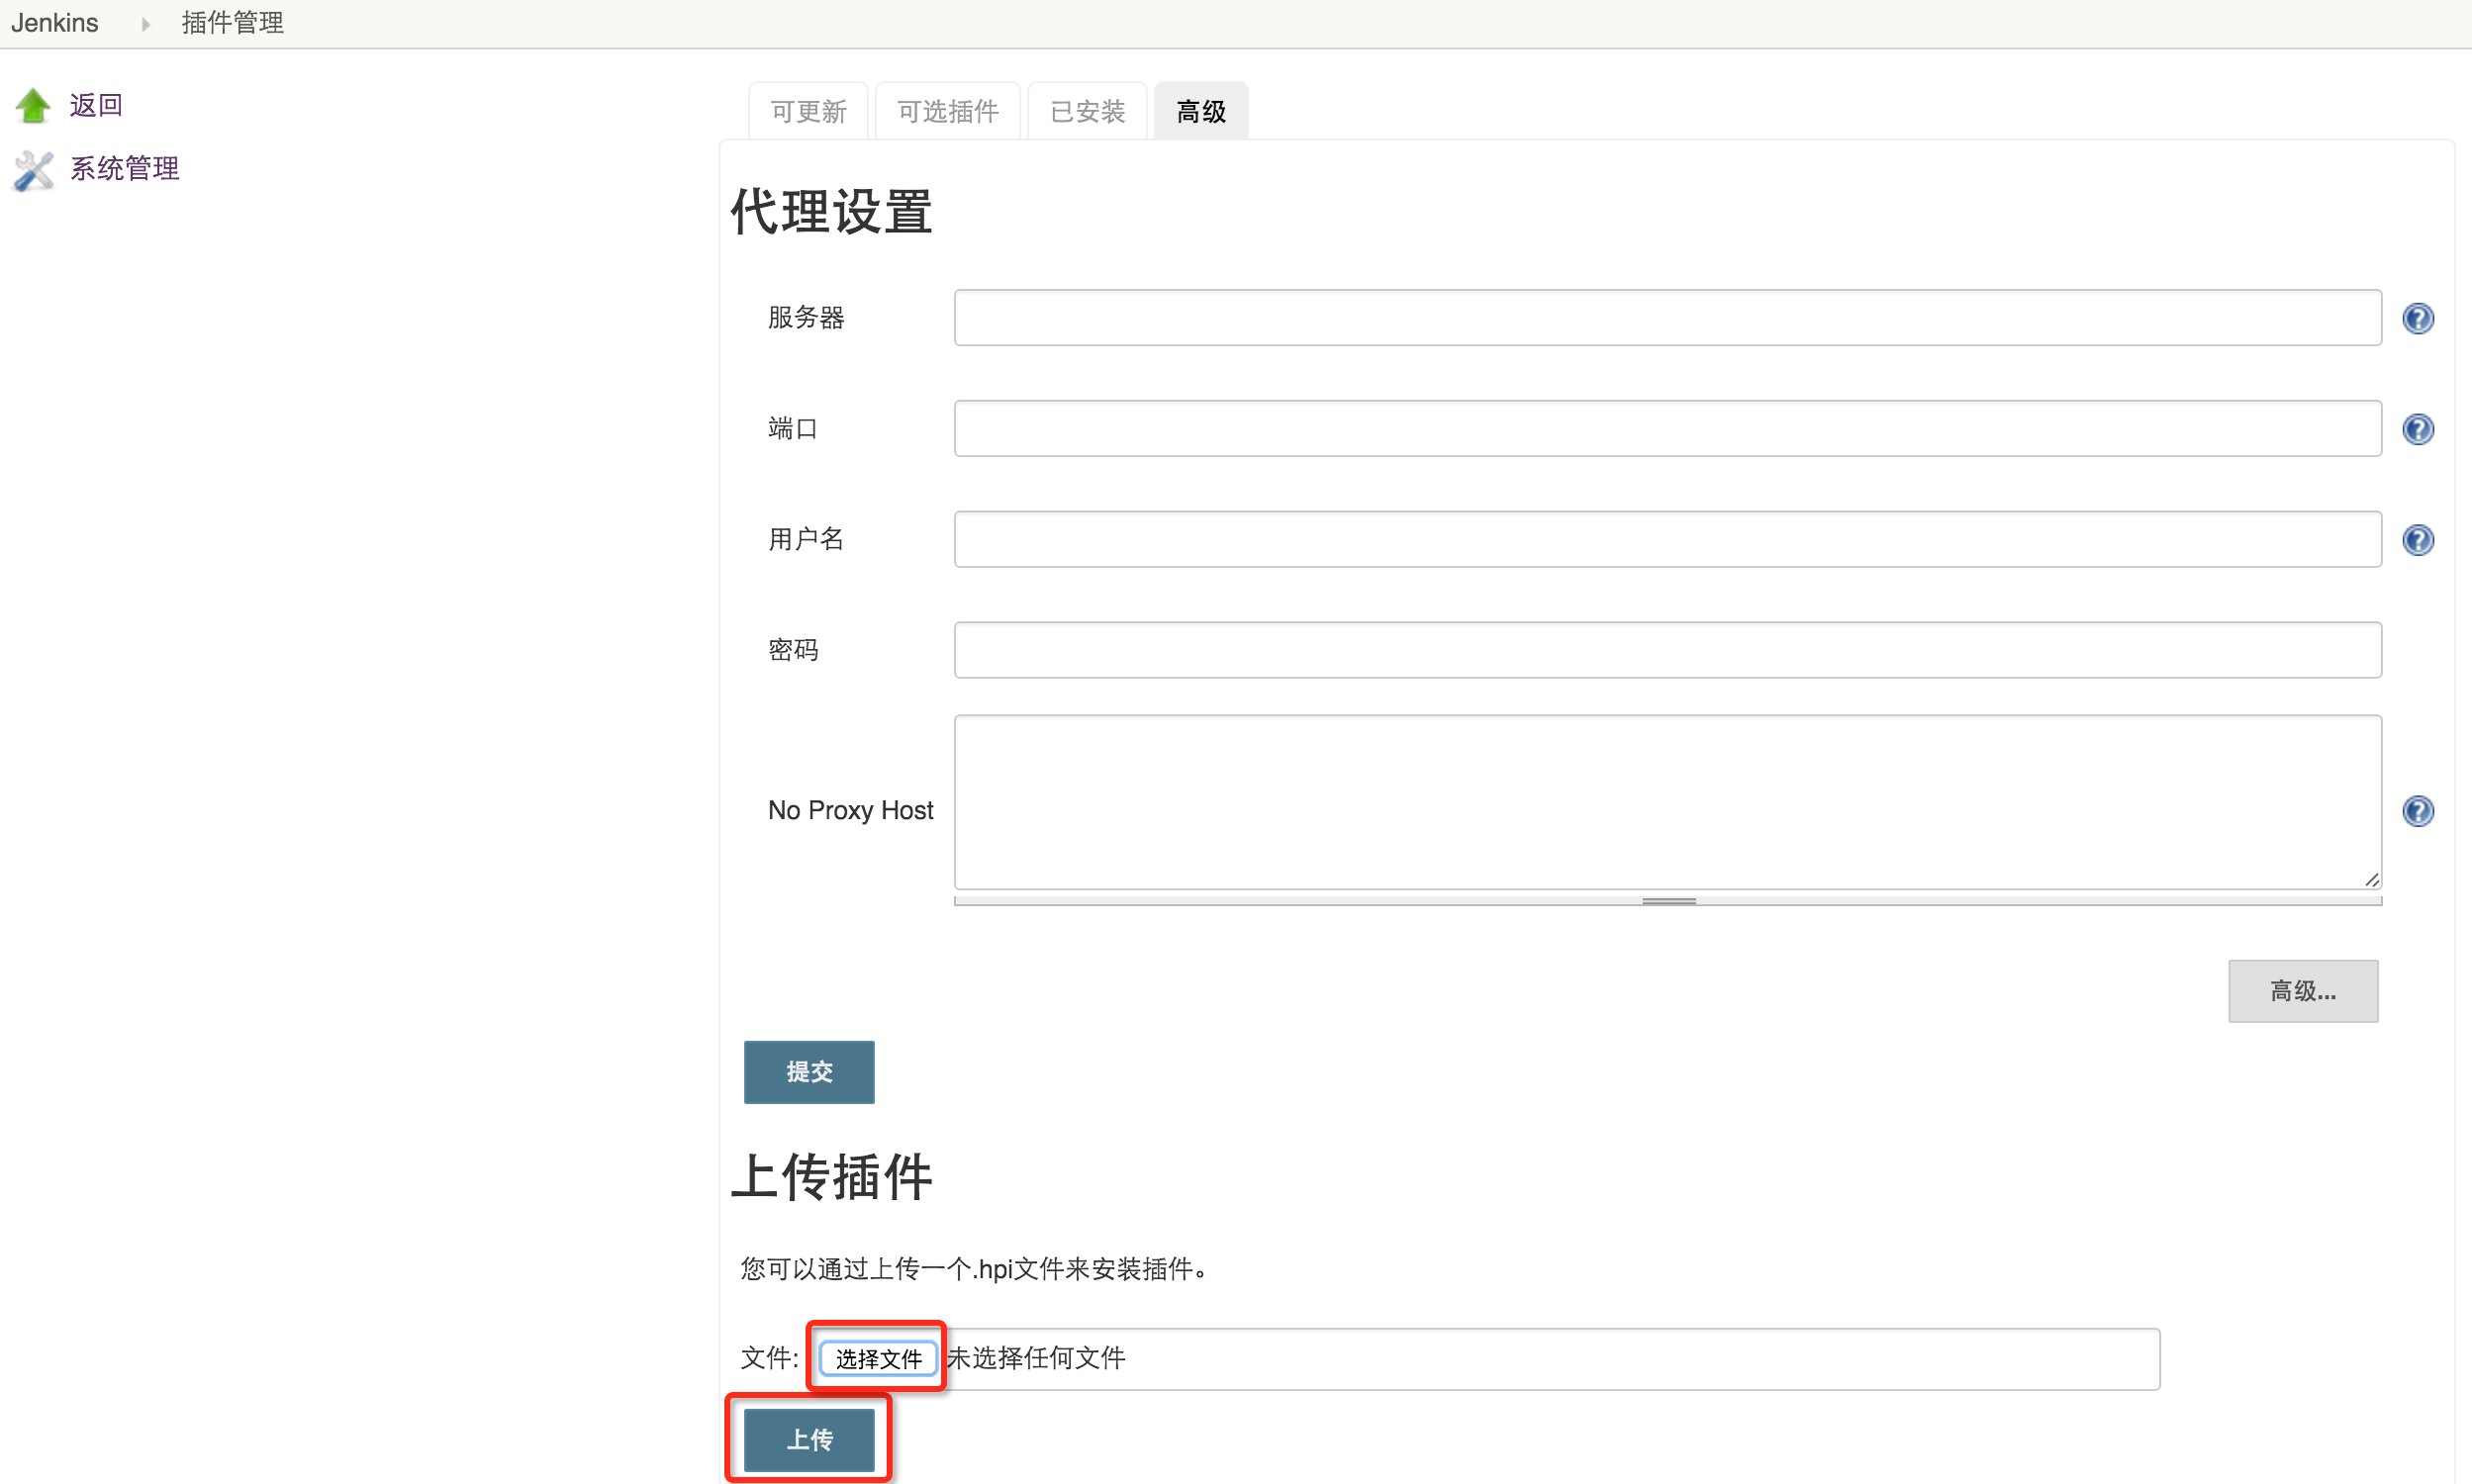 Jenkins 插件管理
返回
系统管理
可更新 可选插件 已安装 高级
代理设置
服务器
端口
用户名
密码
No Proxy Host
高级...
提交
上传插件
您可以通过上传一个.hpi文件来安装插件。
文件: 选择文件 未选择任何文件
上传